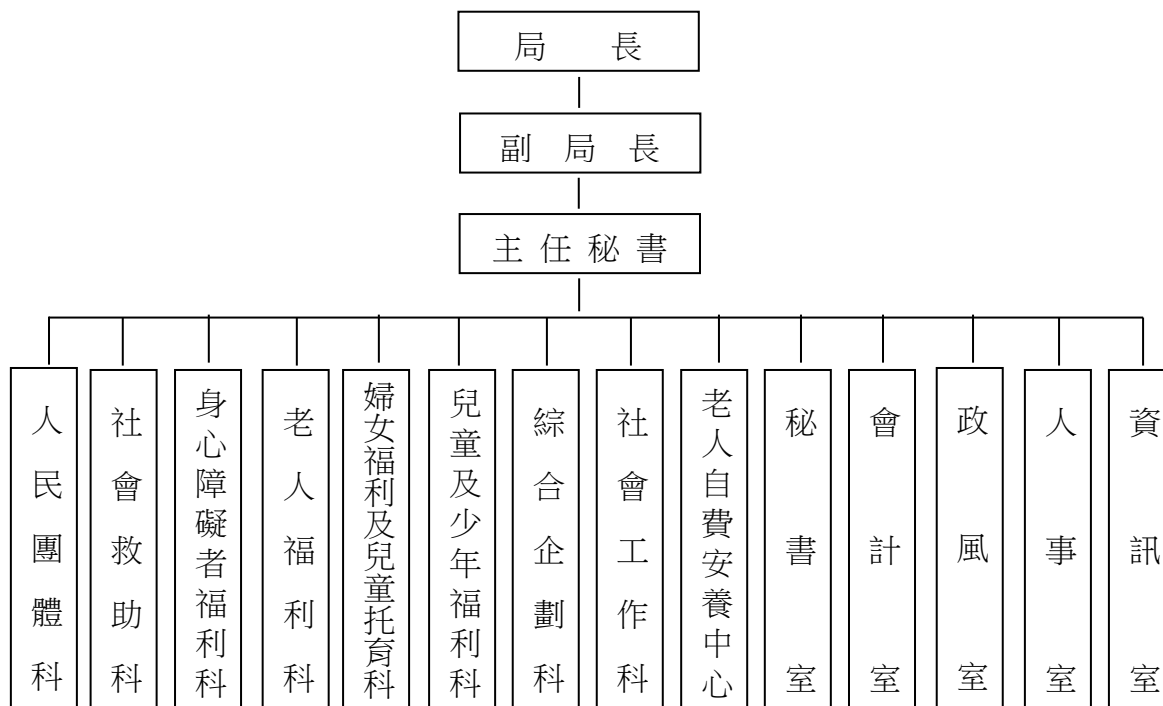 局長
副局長
主任秘書
人民團體科
社會救助科
身心障礙者福利科
老人福利科
婦女福利及兒童托育科
兒童及少年福利科
綜合企劃科
社會工作科
老人自費安養中心
秘書室
會計室
政風室
人事室
資訊室